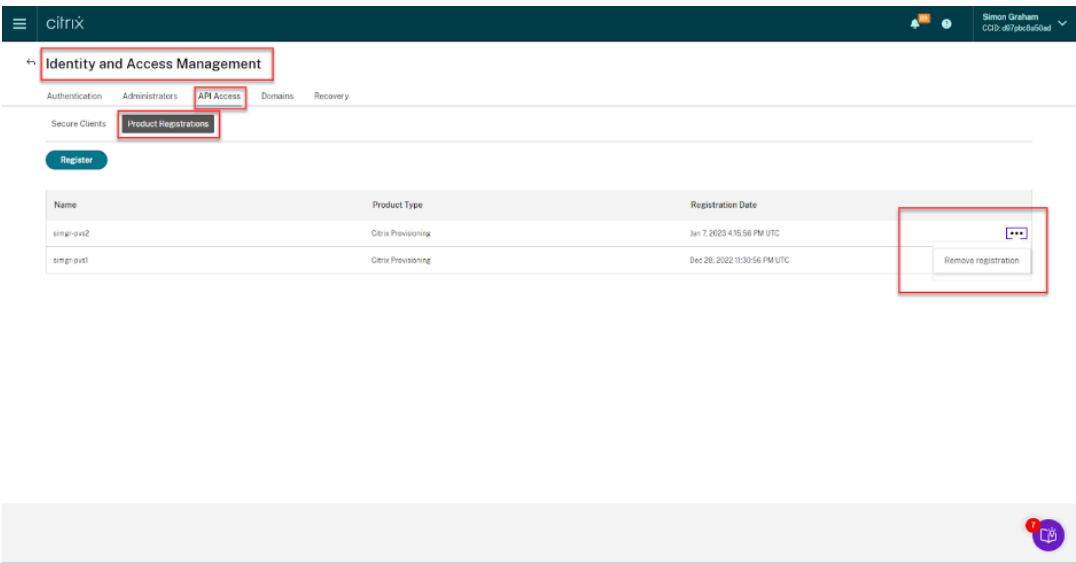 citrix
Simon Graham
CCID: d97pbc8a50ad
Identity and Access Management
Authentication Administrators API Access Domains Recovery
Secure Clients Product Registrations
Register
Name Product Type Registration Date
simgr-pvs2 Citrix Provisioning Jan 7, 2023 4:15:56 PM UTC
simgr-pvs1 Citrix Provisioning Dec 28, 2022 11:30:56 PM UTC
Remove registration
7